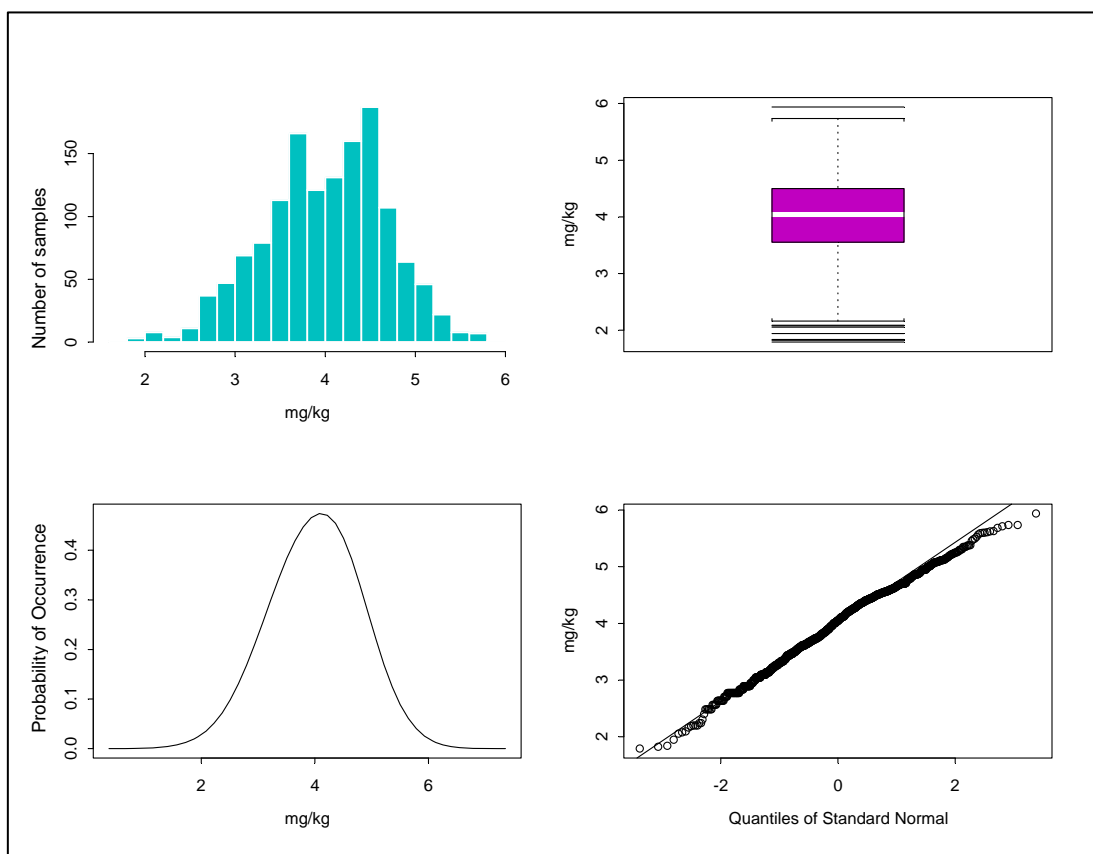 Number of samples
150
100
50
0
2 3 4 5 6
mg/kg
mg/kg
6
5
4
3
2
Probability of Occurrence
0.4
0.3
0.2
0.1
0.0
2 4 6
mg/kg
mg/kg
6
5
4
3
2
-2 0 2
Quantiles of Standard Normal